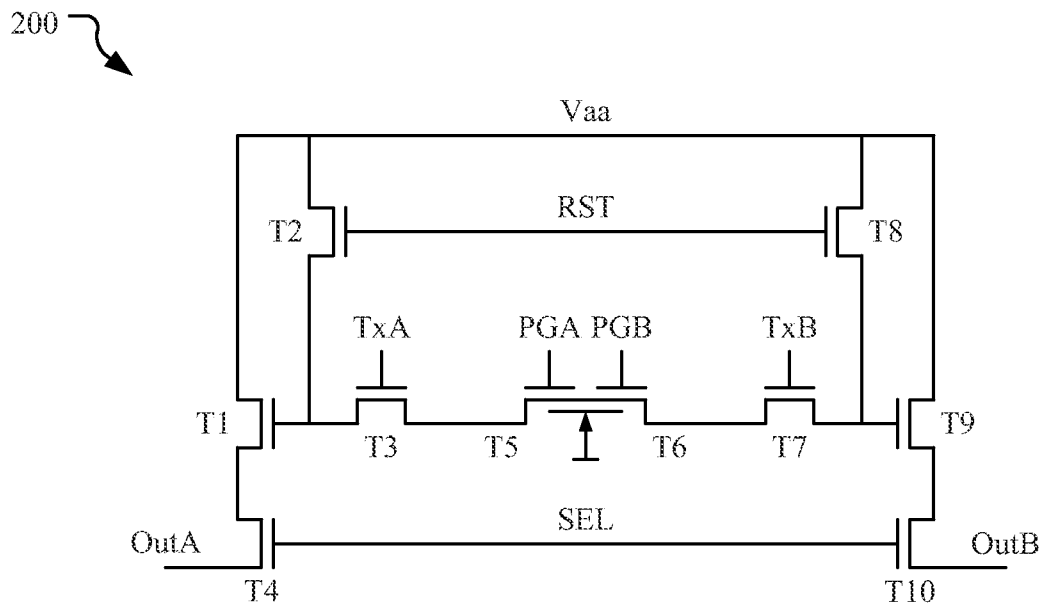 200
Vaa
RST
T2
T8
TxA
PGA
PGB
TxB
T1
T9
T3
T5
T6
T7
SEL
OutA
OutB
T4
T10